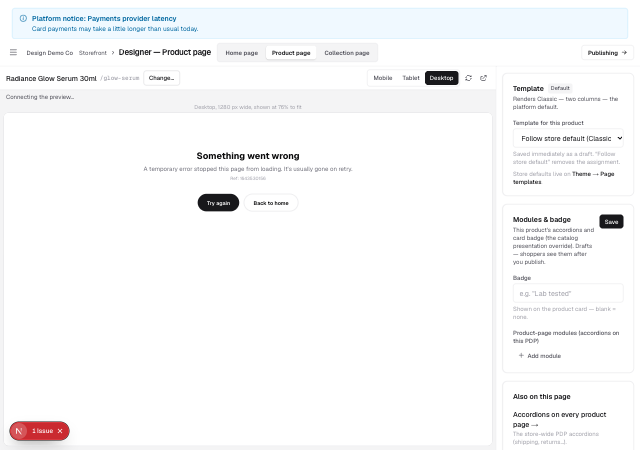 Platform notice: Payments provider latency
Card payments may take a little longer than usual today.
Design Demo Co Storefront › Designer — Product page
Home page Product page Collection page
Publishing →
Radiance Glow Serum 30ml /glow-serum Change…
Mobile Tablet Desktop
Connecting the preview…
Desktop, 1280 px wide, shown at 76% to fit
Something went wrong
A temporary error stopped this page from loading. It's usually gone on retry.
Try again Back to home
Template Default
Renders Classic — two columns — the
platform default.
Template for this product
Follow store default (Classic
Saved immediately as a draft. "Follow
store default" removes the assignment.
Store defaults live on Theme → Page
templates
Modules & badge
Save
This product's accordions and
card badge (the catalog
presentation override). Drafts
— shoppers see them after
you publish.
Badge
e.g. "Lab tested"
Shown on the product card — blank =
none.
Product-page modules (accordions on
this PDP)
+ Add module
Also on this page
Accordions on every product
page →
The store-wide PDP accordions
(shipping, returns…).
N 1 Issue ×